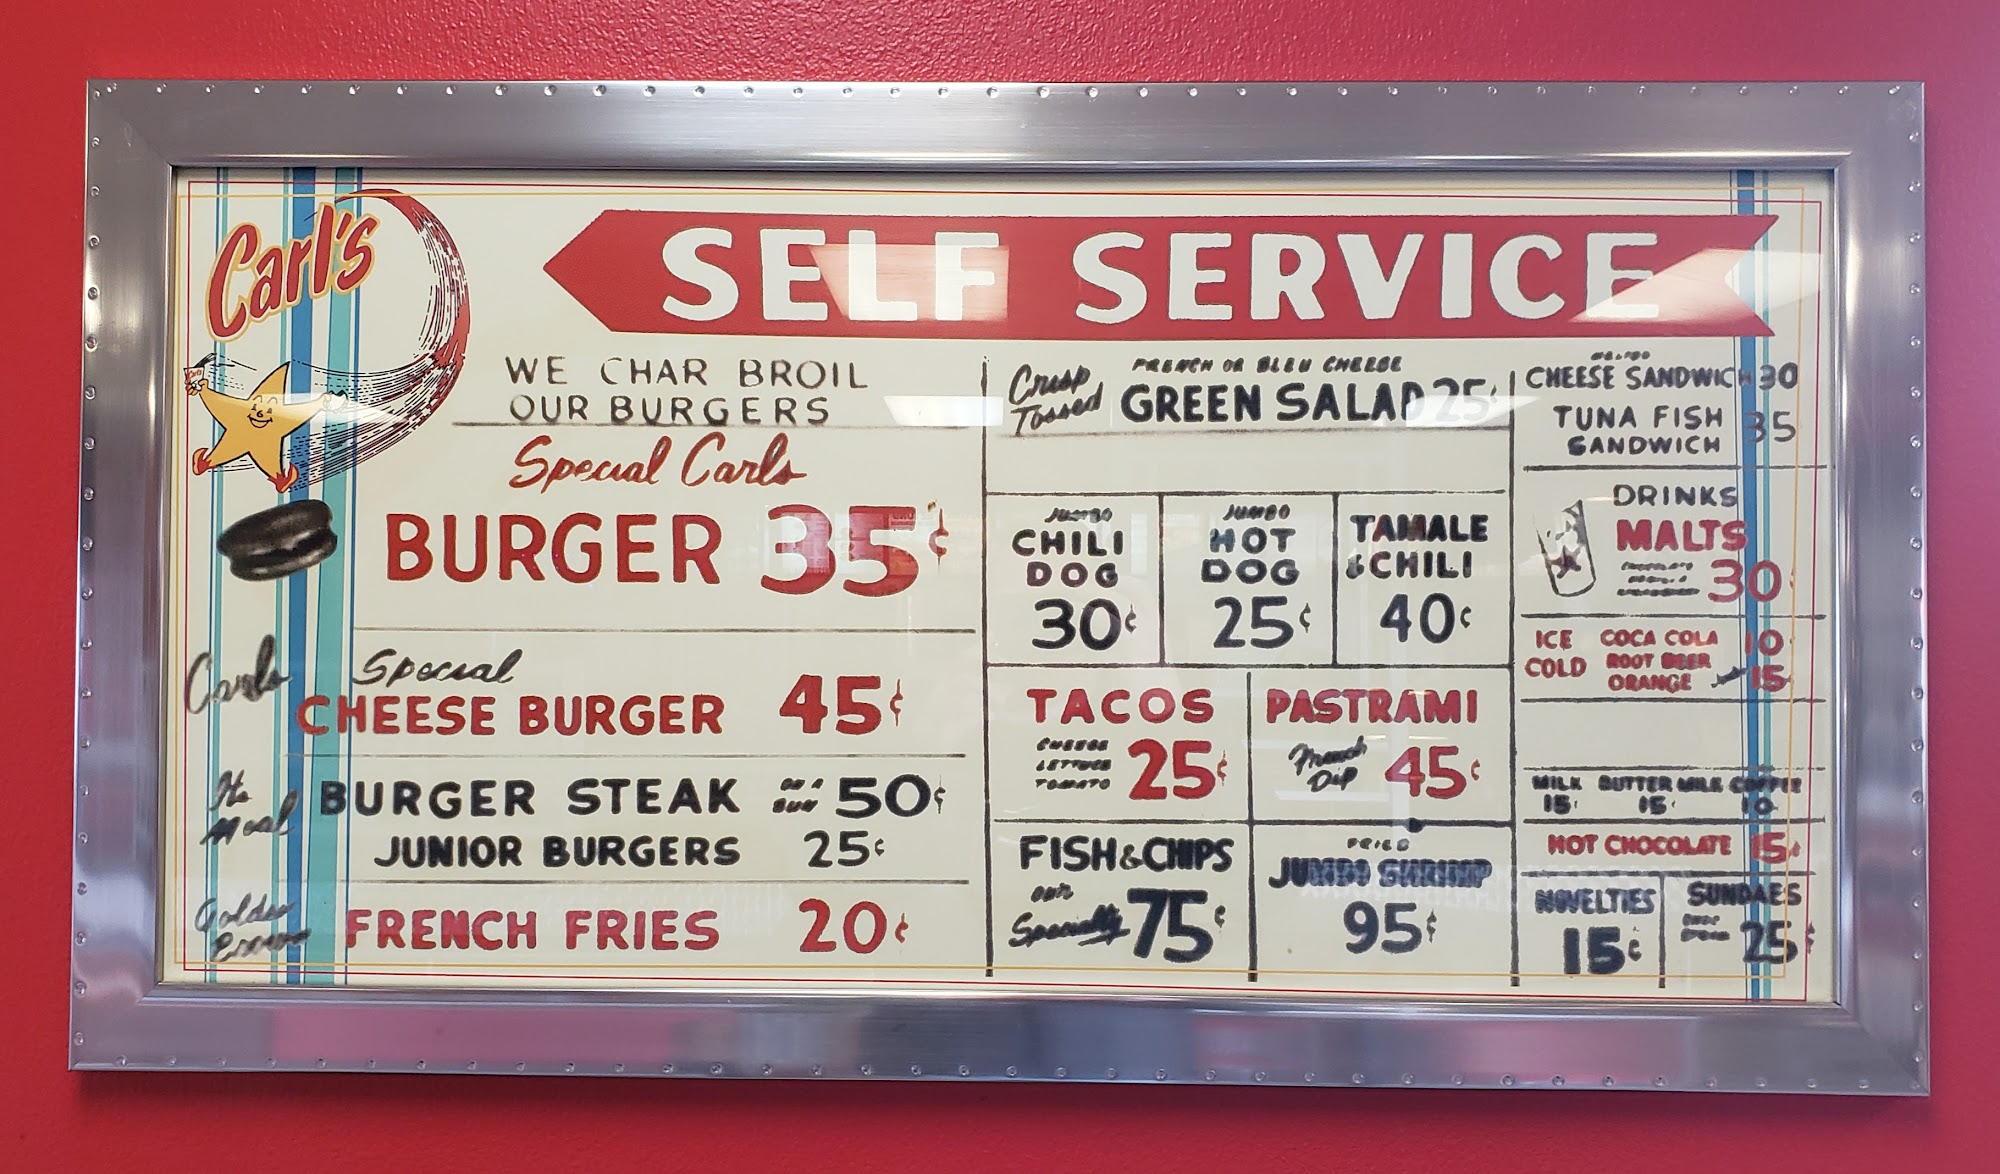 Carl's
SELF SERVICE
WE CHAR BROIL
OUR BURGERS
Special Carls
BURGER 35¢
Carls Special
CHEESE BURGER 45¢
BURGER STEAK ON A BUN 50¢
JUNIOR BURGERS 25¢
Golden Brown
FRENCH FRIES 20¢
Crisp Tossed
FRENCH OR BLEU CHEESE
GREEN SALAD 25¢
JUMBO
CHILI
DOG
30¢
JUMBO
HOT
DOG
25¢
TAMALE
& CHILI
40¢
TACOS
CHEESE
LETTUCE
TOMATO
25¢
PASTRAMI
French
Dip
45¢
FISH & CHIPS
our
Specialty
75¢
FRIED
JUMBO SHRIMP
95¢
CHEESE SANDWICH 30
TUNA FISH
SANDWICH
35
DRINKS
MALTS
30
ICE
COLD
COCA COLA 10
ROOT BEER
ORANGE
15
MILK
15
BUTTER MILK
15
COFFEE
10
HOT CHOCOLATE 15¢
NOVELTIES
15¢
SUNDAES
25¢